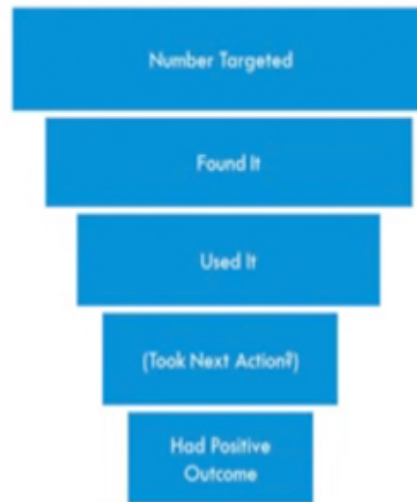 Number Targeted
Found It
Used It
(Took Next Action?)
Had Positive
Outcome